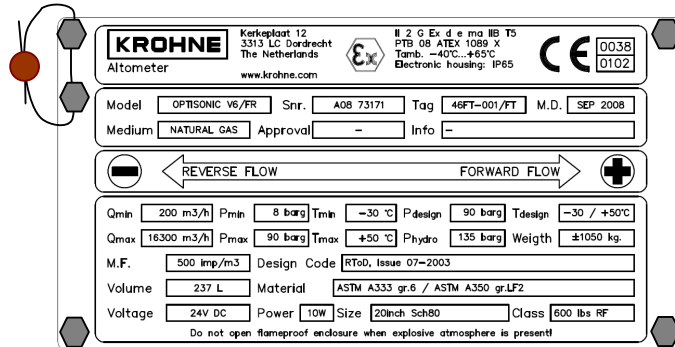 KROHNE
Altometer
Kerkeplaat 12
3313 LC Dordrecht
The Netherlands
www.krohne.com
εx
II 2 G Ex d e ma IIB T5
PTB 08 ATEX 1089 X
Tamb. -40°C...+65°C
Electronic housing: IP65
CE 0038
0102
Model OPTISONIC V6/FR Snr. A08 73171 Tag 46FT-001/FT M.D. SEP 2008
Medium NATURAL GAS Approval - Info -
- REVERSE FLOW FORWARD FLOW +
Qmin 200 m3/h Pmin 8 barg Tmin -30 °C Pdesign 90 barg Tdesign -30 / +50°C
Qmax 16300 m3/h Pmax 90 barg Tmax +50 °C Phydro 135 barg Weigth ±1050 kg.
M.F. 500 imp/m3 Design Code RToD, Issue 07-2003
Volume 237 L Material ASTM A333 gr.6 / ASTM A350 gr.LF2
Voltage 24V DC Power 10W Size 20inch Sch80 Class 600 lbs RF
Do not open flameproof enclosure when explosive atmosphere is present!